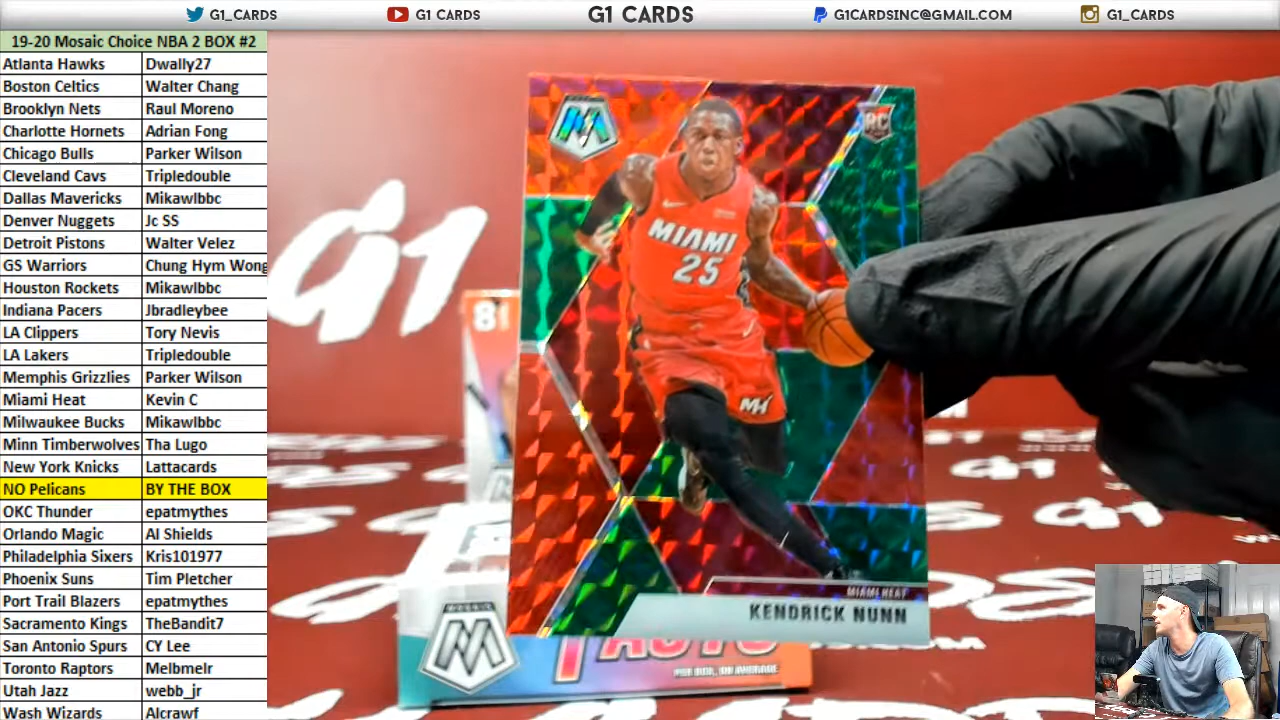 G1_CARDS
G1 CARDS
G1 CARDS
G1CARDSINC@GMAIL.COM
G1_CARDS
19-20 Mosaic Choice NBA 2 BOX #2
Atlanta Hawks Dwally27
Boston Celtics Walter Chang
Brooklyn Nets Raul Moreno
Charlotte Hornets Adrian Fong
Chicago Bulls Parker Wilson
Cleveland Cavs Tripledouble
Dallas Mavericks Mikawlbbc
Denver Nuggets Jc SS
Detroit Pistons Walter Velez
GS Warriors Chung Hym Wong
Houston Rockets Mikawlbbc
Indiana Pacers Jbradleybee
LA Clippers Tory Nevis
LA Lakers Tripledouble
Memphis Grizzlies Parker Wilson
Miami Heat Kevin C
Milwaukee Bucks Mikawlbbc
Minn Timberwolves Tha Lugo
New York Knicks Lattacards
NO Pelicans BY THE BOX
OKC Thunder epatmythes
Orlando Magic Al Shields
Philadelphia Sixers Kris101977
Phoenix Suns Tim Pletcher
Port Trail Blazers epatmythes
Sacramento Kings TheBandit7
San Antonio Spurs CY Lee
Toronto Raptors Melbmelr
Utah Jazz webb_jr
Wash Wizards Alcrawf
G1
M
RC
MIAMI
25
MH
MIAMI HEAT
KENDRICK NUNN
81
MOSAIC
M
PER BOX, ON AVERAGE